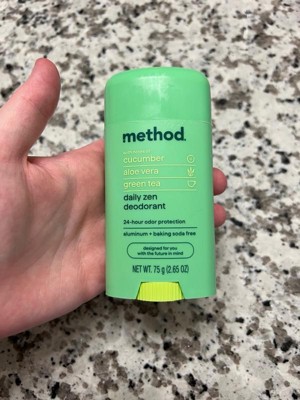 method.
cucumber
aloe vera
green tea
daily zen
deodorant
24-hour odor protection
aluminum + baking soda free
designed for you
with the future in mind
NET WT. 75 g (2.65 OZ)